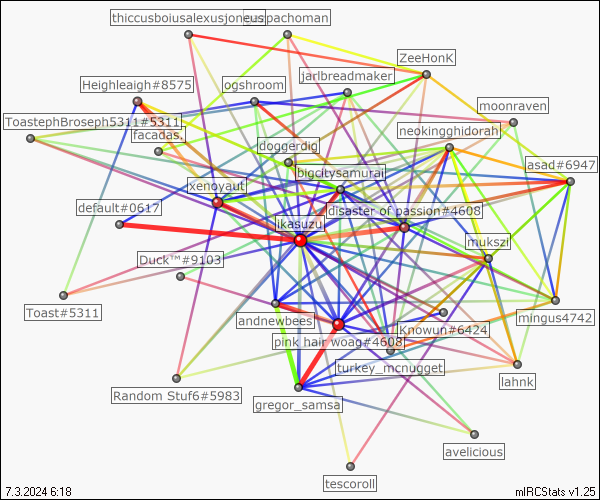 thiccusboiusalexusjoneus
pachoman
ZeeHonK
jarlbreadmaker
Heighleaigh#8575
ogshroom
moonraven
ToastephBroseph5311#5311
facadas.
neokingghidorah
doggerdig
asad#6947
bigcitysamurai
xenoyaut
default#0617
disaster of passion#4608
ikasuzu
mukszil
Duck™#9103
Toast#5311
andnewbees
mingus4742
Knowun#6424
pink hair woag#4608
turkey_mcnugget
lahnk
Random Stuf6#5983
gregor_samsa
avelicious
tescoroll
7.3.2024 6:18
mIRCStats v1.25